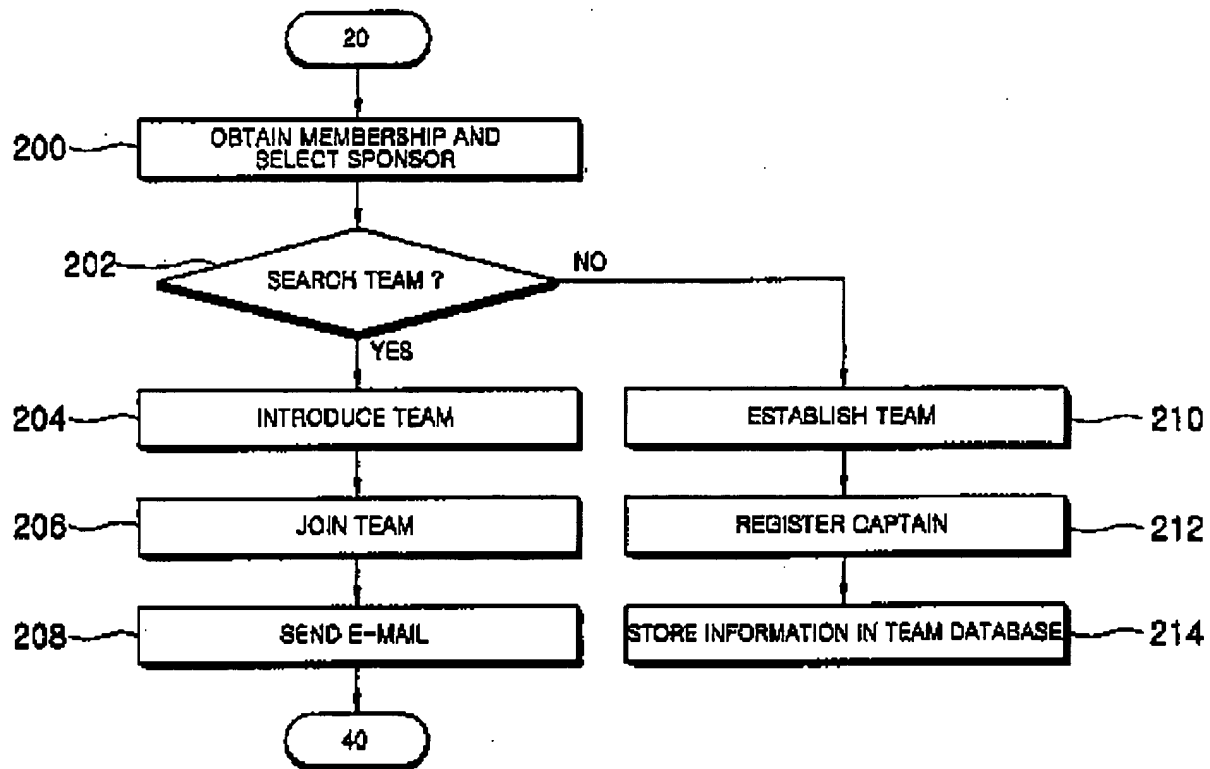 20
200
OBTAIN MEMBERSHIP AND
SELECT SPONSOR
202
SEARCH TEAM ?
NO
YES
204
INTRODUCE TEAM
ESTABLISH TEAM
210
206
JOIN TEAM
REGISTER CAPTAIN
212
208
SEND E-MAIL
STORE INFORMATION IN TEAM DATABASE
214
40